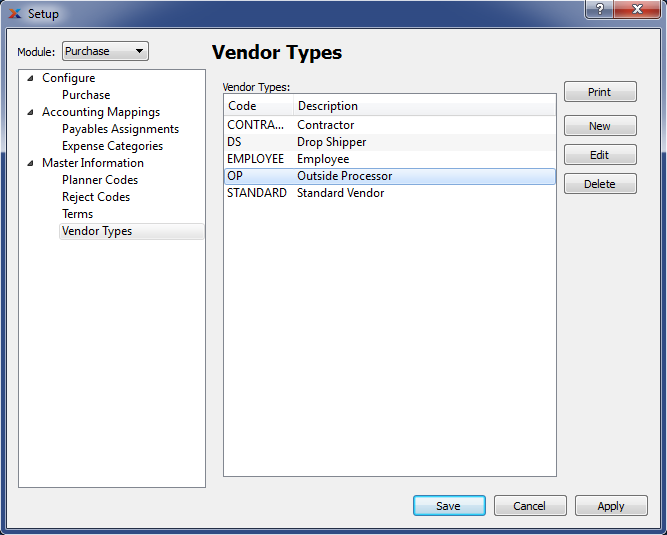 Setup
Module: Purchase
Configure
Purchase
Accounting Mappings
Payables Assignments
Expense Categories
Master Information
Planner Codes
Reject Codes
Terms
Vendor Types
Vendor Types
Vendor Types:
Code Description
CONTRA... Contractor
DS Drop Shipper
EMPLOYEE Employee
OP Outside Processor
STANDARD Standard Vendor
Print
New
Edit
Delete
Save Cancel Apply